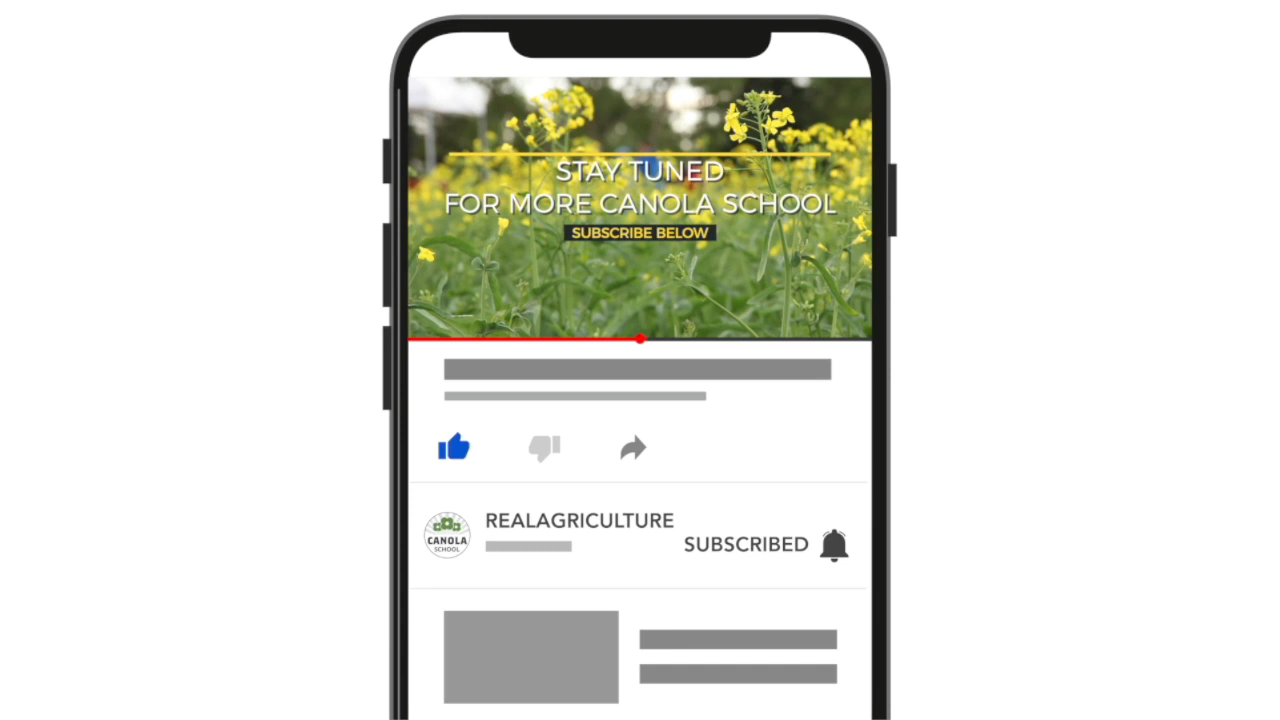 STAY TUNED
FOR MORE CANOLA SCHOOL
SUBSCRIBE BELOW
REALAGRICULTURE
CANOLA
SCHOOL
SUBSCRIBED